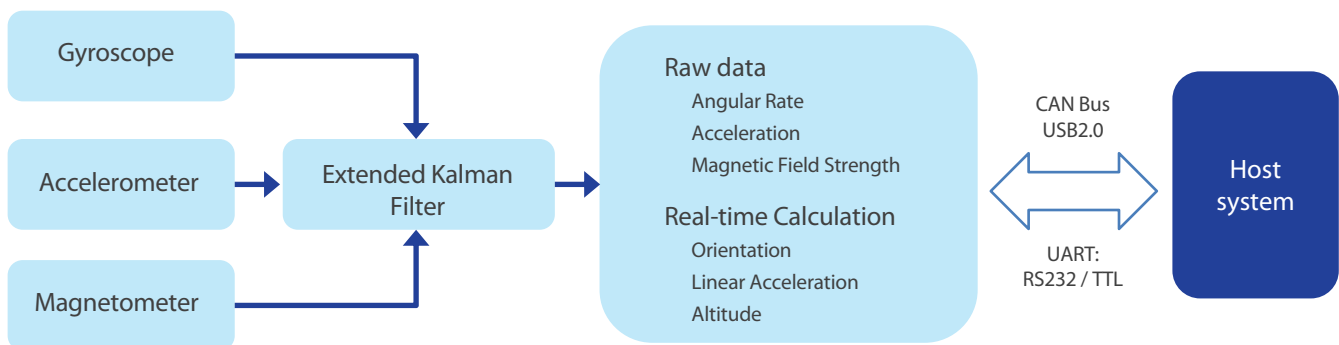 Gyroscope
Accelerometer
Magnetometer
Extended Kalman
Filter
Raw data
Angular Rate
Acceleration
Magnetic Field Strength
Real-time Calculation
Orientation
Linear Acceleration
Altitude
CAN Bus
USB2.0
UART:
RS232 / TTL
Host
system